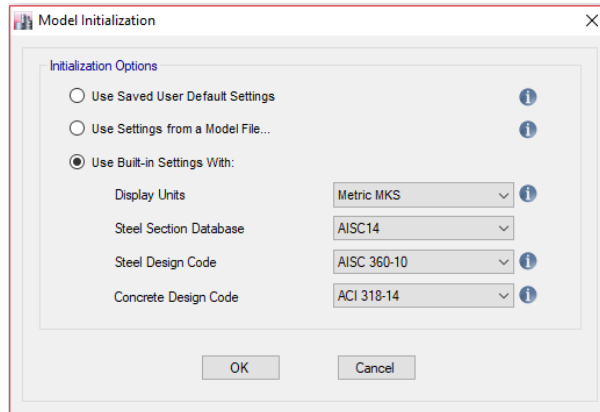 Model Initialization
Initialization Options
Use Saved User Default Settings
Use Settings from a Model File...
Use Built-in Settings With:
Display Units Metric MKS
Steel Section Database AISC14
Steel Design Code AISC 360-10
Concrete Design Code ACI 318-14
OK Cancel